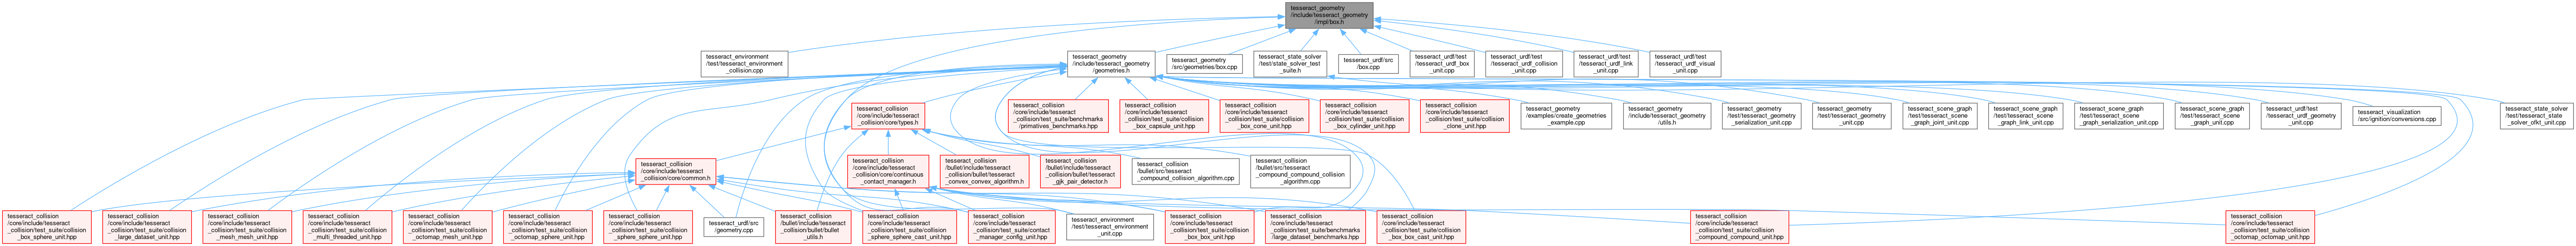 tesseract_geometry
/include/tesseract_geometry
/impl/box.h
tesseract_environment
/test/tesseract_environment
_collision.cpp
tesseract_geometry
/include/tesseract_geometry
/geometries.h
tesseract_geometry
/src/geometries/box.cpp
tesseract_state_solver
/test/state_solver_test
_suite.h
tesseract_urdf/src
/box.cpp
tesseract_urdf/test
/tesseract_urdf_box
_unit.cpp
tesseract_urdf/test
/tesseract_urdf_collision
_unit.cpp
tesseract_urdf/test
/tesseract_urdf_link
_unit.cpp
tesseract_urdf/test
/tesseract_urdf_visual
_unit.cpp
tesseract_collision
/core/include/tesseract
_collision/core/types.h
tesseract_collision
/core/include/tesseract
_collision/test_suite/benchmarks
/primatives_benchmarks.hpp
tesseract_collision
/core/include/tesseract
_collision/test_suite/collision
_box_capsule_unit.hpp
tesseract_collision
/core/include/tesseract
_collision/test_suite/collision
_box_cone_unit.hpp
tesseract_collision
/core/include/tesseract
_collision/test_suite/collision
_box_cylinder_unit.hpp
tesseract_collision
/core/include/tesseract
_collision/test_suite/collision
_clone_unit.hpp
tesseract_geometry
/examples/create_geometries
_example.cpp
tesseract_geometry
/include/tesseract_geometry
/utils.h
tesseract_geometry
/test/tesseract_geometry
_serialization_unit.cpp
tesseract_geometry
/test/tesseract_geometry
_unit.cpp
tesseract_scene_graph
/test/tesseract_scene
_graph_joint_unit.cpp
tesseract_scene_graph
/test/tesseract_scene
_graph_link_unit.cpp
tesseract_scene_graph
/test/tesseract_scene
_graph_serialization_unit.cpp
tesseract_scene_graph
/test/tesseract_scene
_graph_unit.cpp
tesseract_urdf/test
/tesseract_urdf_geometry
_unit.cpp
tesseract_visualization
/src/ignition/conversions.cpp
tesseract_state_solver
/test/tesseract_state
_solver_ofkt_unit.cpp
tesseract_collision
/core/include/tesseract
_collision/core/common.h
tesseract_collision
/core/include/tesseract
_collision/core/continuous
_contact_manager.h
tesseract_collision
/bullet/include/tesseract
_collision/bullet/tesseract
_convex_convex_algorithm.h
tesseract_collision
/bullet/include/tesseract
_collision/bullet/tesseract
_gjk_pair_detector.h
tesseract_collision
/bullet/src/tesseract
_compound_collision_algorithm.cpp
tesseract_collision
/bullet/src/tesseract
_compound_compound_collision
_algorithm.cpp
tesseract_collision
/core/include/tesseract
_collision/test_suite/collision
_box_sphere_unit.hpp
tesseract_collision
/core/include/tesseract
_collision/test_suite/collision
_large_dataset_unit.hpp
tesseract_collision
/core/include/tesseract
_collision/test_suite/collision
_mesh_mesh_unit.hpp
tesseract_collision
/core/include/tesseract
_collision/test_suite/collision
_multi_threaded_unit.hpp
tesseract_collision
/core/include/tesseract
_collision/test_suite/collision
_octomap_mesh_unit.hpp
tesseract_collision
/core/include/tesseract
_collision/test_suite/collision
_octomap_sphere_unit.hpp
tesseract_collision
/core/include/tesseract
_collision/test_suite/collision
_sphere_sphere_unit.hpp
tesseract_urdf/src
/geometry.cpp
tesseract_collision
/bullet/include/tesseract
_collision/bullet/bullet
_utils.h
tesseract_collision
/core/include/tesseract
_collision/test_suite/collision
_sphere_sphere_cast_unit.hpp
tesseract_collision
/core/include/tesseract
_collision/test_suite/contact
_manager_config_unit.hpp
tesseract_environment
/test/tesseract_environment
_unit.cpp
tesseract_collision
/core/include/tesseract
_collision/test_suite/collision
_box_box_unit.hpp
tesseract_collision
/core/include/tesseract
_collision/test_suite/benchmarks
/large_dataset_benchmarks.hpp
tesseract_collision
/core/include/tesseract
_collision/test_suite/collision
_box_box_cast_unit.hpp
tesseract_collision
/core/include/tesseract
_collision/test_suite/collision
_compound_compound_unit.hpp
tesseract_collision
/core/include/tesseract
_collision/test_suite/collision
_octomap_octomap_unit.hpp